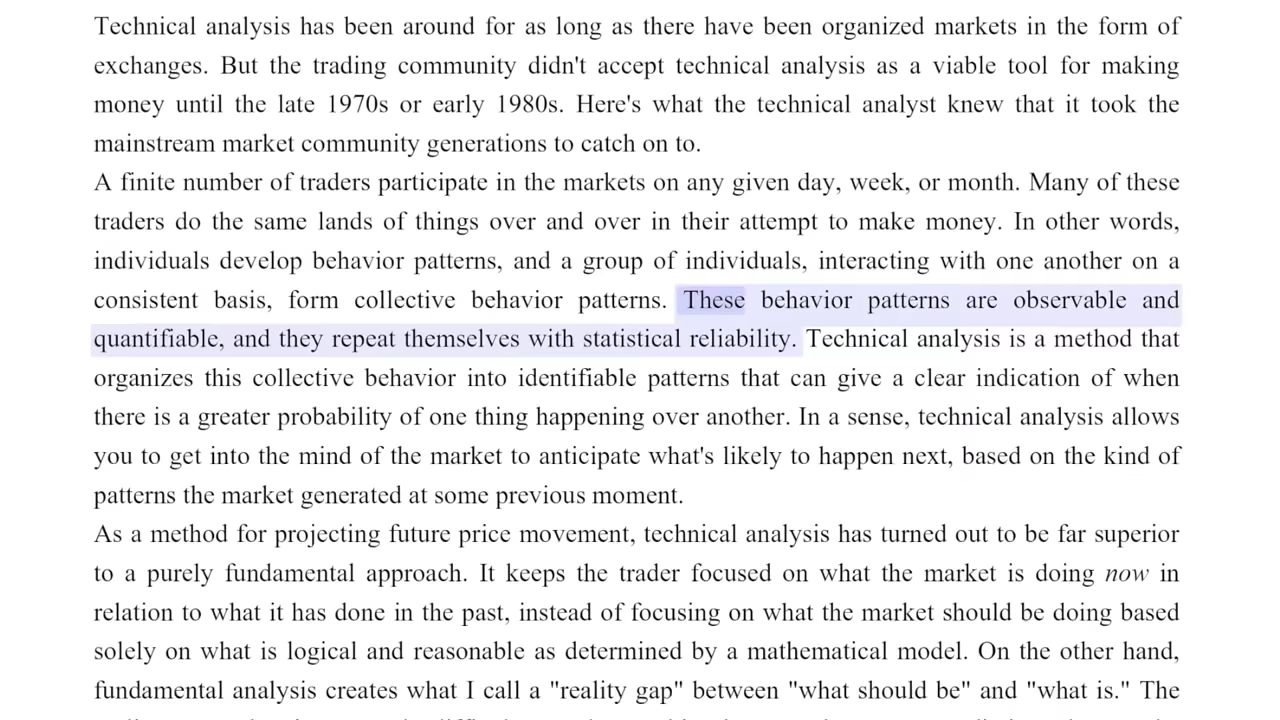 Technical analysis has been around for as long as there have been organized markets in the form of
exchanges. But the trading community didn't accept technical analysis as a viable tool for making
money until the late 1970s or early 1980s. Here's what the technical analyst knew that it took the
mainstream market community generations to catch on to.
A finite number of traders participate in the markets on any given day, week, or month. Many of these
traders do the same lands of things over and over in their attempt to make money. In other words,
individuals develop behavior patterns, and a group of individuals, interacting with one another on a
consistent basis, form collective behavior patterns. These behavior patterns are observable and
quantifiable, and they repeat themselves with statistical reliability. Technical analysis is a method that
organizes this collective behavior into identifiable patterns that can give a clear indication of when
there is a greater probability of one thing happening over another. In a sense, technical analysis allows
you to get into the mind of the market to anticipate what's likely to happen next, based on the kind of
patterns the market generated at some previous moment.
As a method for projecting future price movement, technical analysis has turned out to be far superior
to a purely fundamental approach. It keeps the trader focused on what the market is doing now in
relation to what it has done in the past, instead of focusing on what the market should be doing based
solely on what is logical and reasonable as determined by a mathematical model. On the other hand,
fundamental analysis creates what I call a "reality gap" between "what should be" and "what is." The